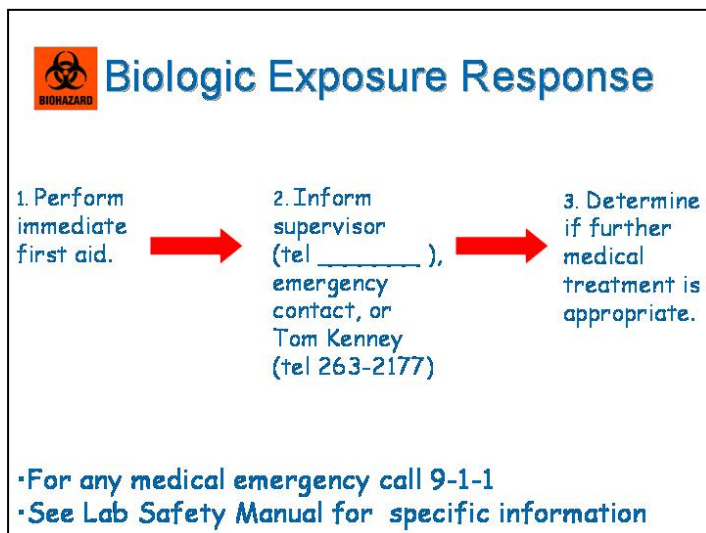 BIOHAZARD
Biologic Exposure Response
1. Perform
immediate
first aid.
2. Inform
supervisor
(tel ________ ),
emergency
contact, or
Tom Kenney
(tel 263-2177)
3. Determine
if further
medical
treatment is
appropriate.
•For any medical emergency call 9-1-1
•See Lab Safety Manual for specific information